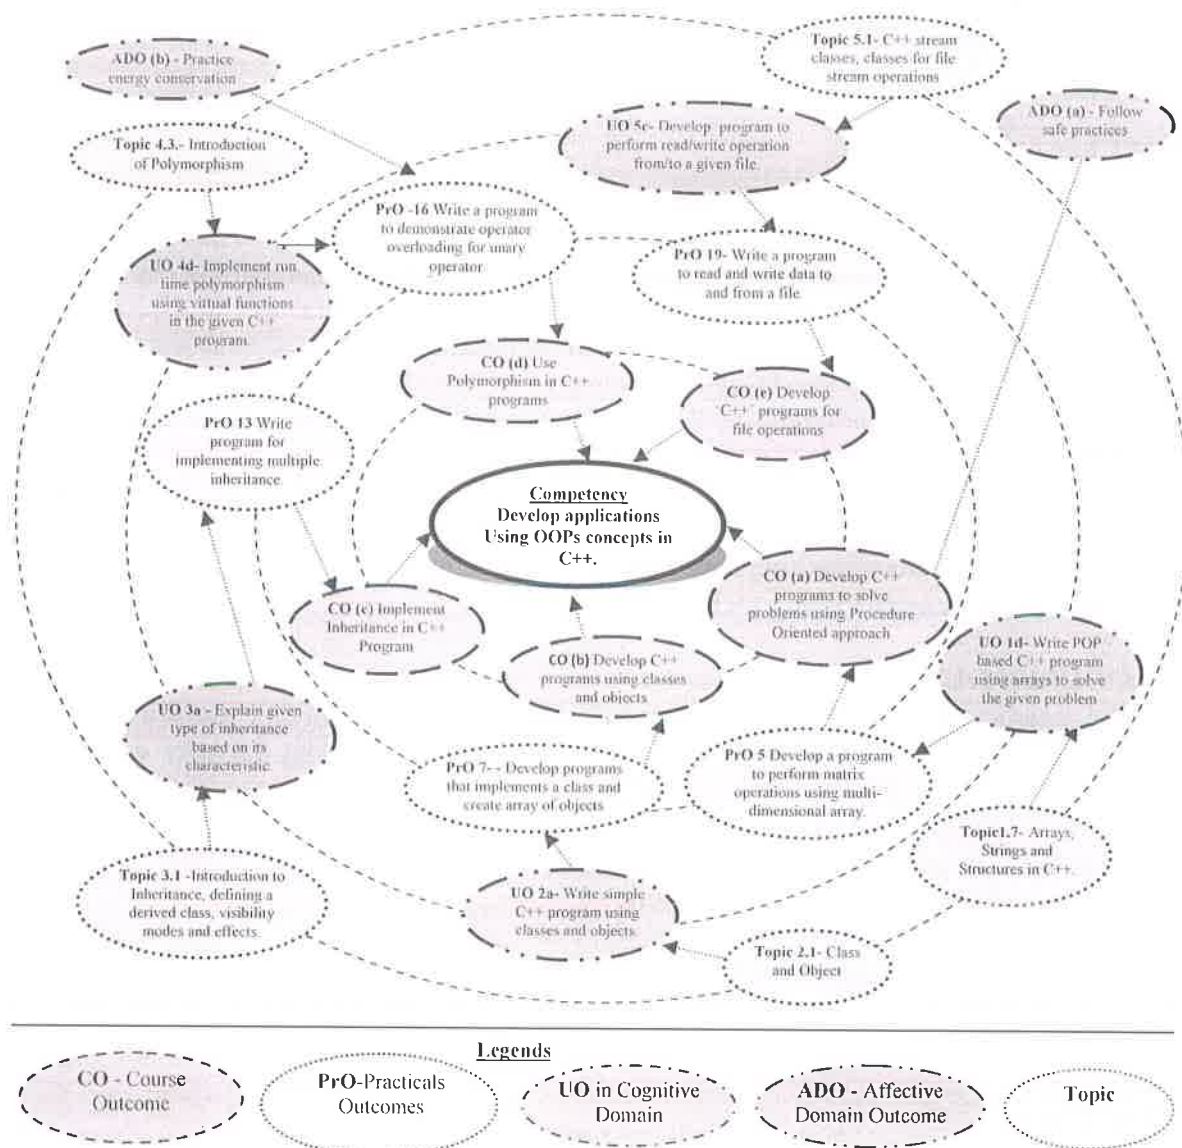 ADO (b) - Practice
energy conservation
Topic 5.1- C++ stream
classes, classes for file
stream operations
ADO (a) - Follow
safe practices
Topic 4.3.- Introduction
of Polymorphism
UO 5c- Develop program to
perform read/write operation
from/to a given file.
PrO -16 Write a program
to demonstrate operator
overloading for unary
operator
PrO 19- Write a program
to read and write data to
and from a file.
UO 4d- Implement run
time polymorphism
using virtual functions
in the given C++
program.
CO (d) Use
Polymorphism in C++
programs
CO (e) Develop
'C++' programs for
file operations
PrO 13 Write
program for
implementing multiple
inheritance.
Competency
Develop applications
Using OOPs concepts in
C++.
CO (c) Implement
Inheritance in C++
Program
CO (a) Develop C++
programs to solve
problems using Procedure
Oriented approach
CO (b) Develop C++
programs using classes
and objects
UO 1d- Write POP
based C++ program
using arrays to solve
the given problem
UO 3a - Explain given
type of inheritance
based on its
characteristic.
PrO 7- - Develop programs
that implements a class and
create array of objects
PrO 5 Develop a program
to perform matrix
operations using multi-
dimensional array.
Topic1.7- Arrays,
Strings and
Structures in C++.
Topic 3.1 -Introduction to
Inheritance, defining a
derived class, visibility
modes and effects.
UO 2a- Write simple
C++ program using
classes and objects
Topic 2.1- Class
and Object
Legends
CO - Course
Outcome
PrO-Practicals
Outcomes
UO in Cognitive
Domain
ADO - Affective
Domain Outcome
Topic